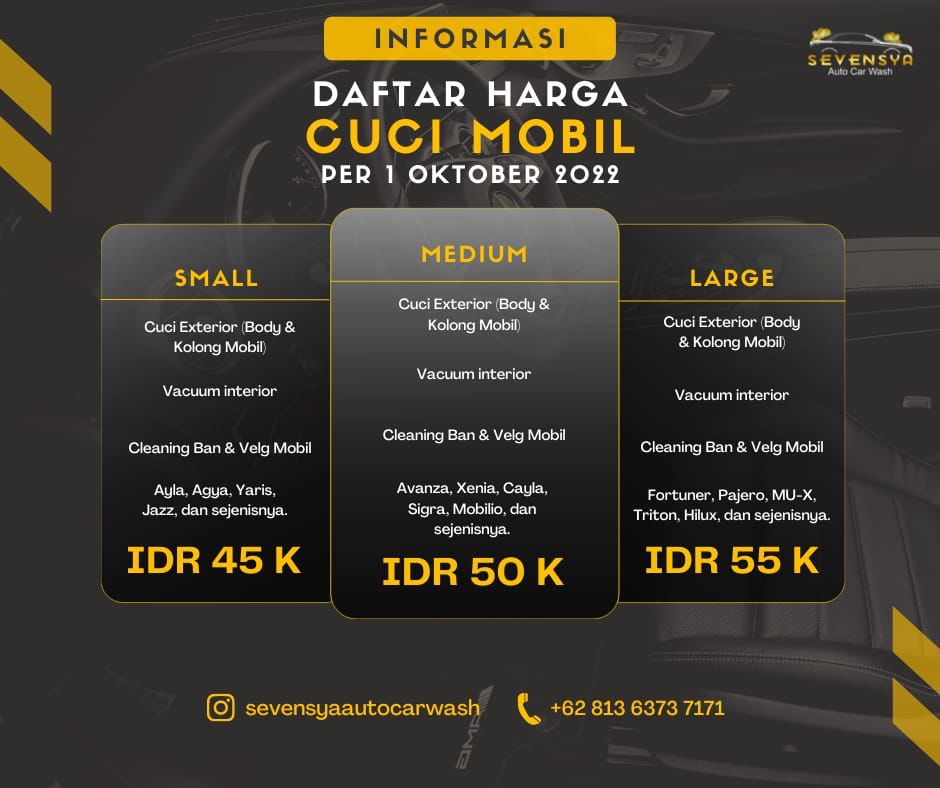 INFORMASI
SEVENSYA
Auto Car Wash
DAFTAR HARGA
CUCI MOBIL
PER 1 OKTOBER 2022
SMALL
Cuci Exterior (Body &
Kolong Mobil)
Vacuum interior
Cleaning Ban & Velg Mobil
Ayla, Agya, Yaris,
Jazz, dan sejenisnya.
IDR 45 K
MEDIUM
Cuci Exterior (Body &
Kolong Mobil)
Vacuum interior
Cleaning Ban & Velg Mobil
Avanza, Xenia, Cayla,
Sigra, Mobilio, dan
sejenisnya.
IDR 50 K
LARGE
Cuci Exterior (Body
& Kolong Mobil)
Vacuum interior
Cleaning Ban & Velg Mobil
Fortuner, Pajero, MU-X,
Triton, Hilux, dan sejenisnya.
IDR 55 K
sevensyaautocarwash
+62 813 6373 7171
AMG